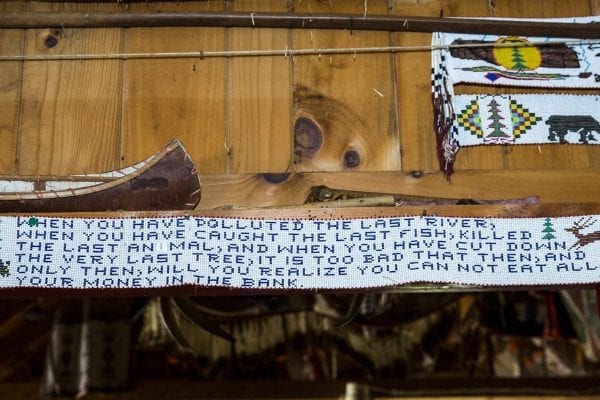 WHEN YOU HAVE POLLUTED THE LAST RIVER;
WHEN YOU HAVE CAUGHT THE LAST FISH; KILLED
THE LAST ANIMAL; AND WHEN YOU HAVE CUT DOWN
THE VERY LAST TREE; IT IS TOO BAD THAT THEN, AND
ONLY THEN, WILL YOU REALIZE YOU CAN NOT EAT ALL
YOUR MONEY IN THE BANK